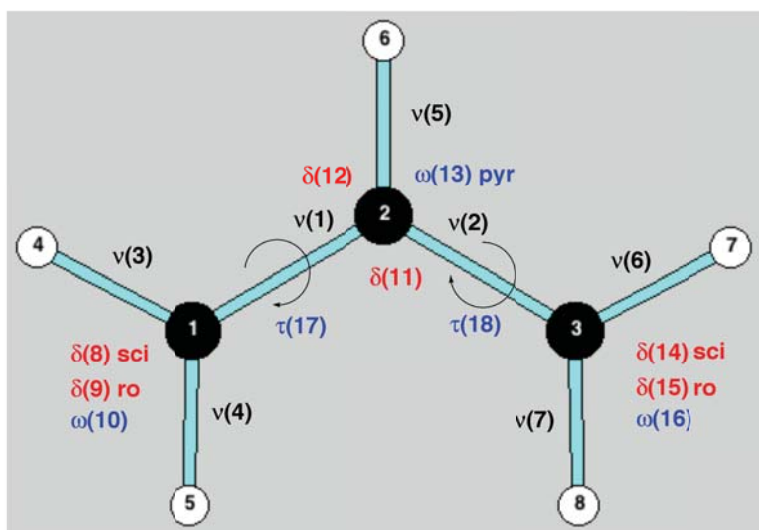 6
ν(5)
δ(12)
ω(13) pyr
ν(1)
2
ν(2)
4
ν(3)
7
ν(6)
δ(11)
τ(17)
τ(18)
1
3
δ(8) sci
δ(9) ro
ω(10)
ν(4)
ν(7)
δ(14) sci
δ(15) ro
ω(16)
5
8